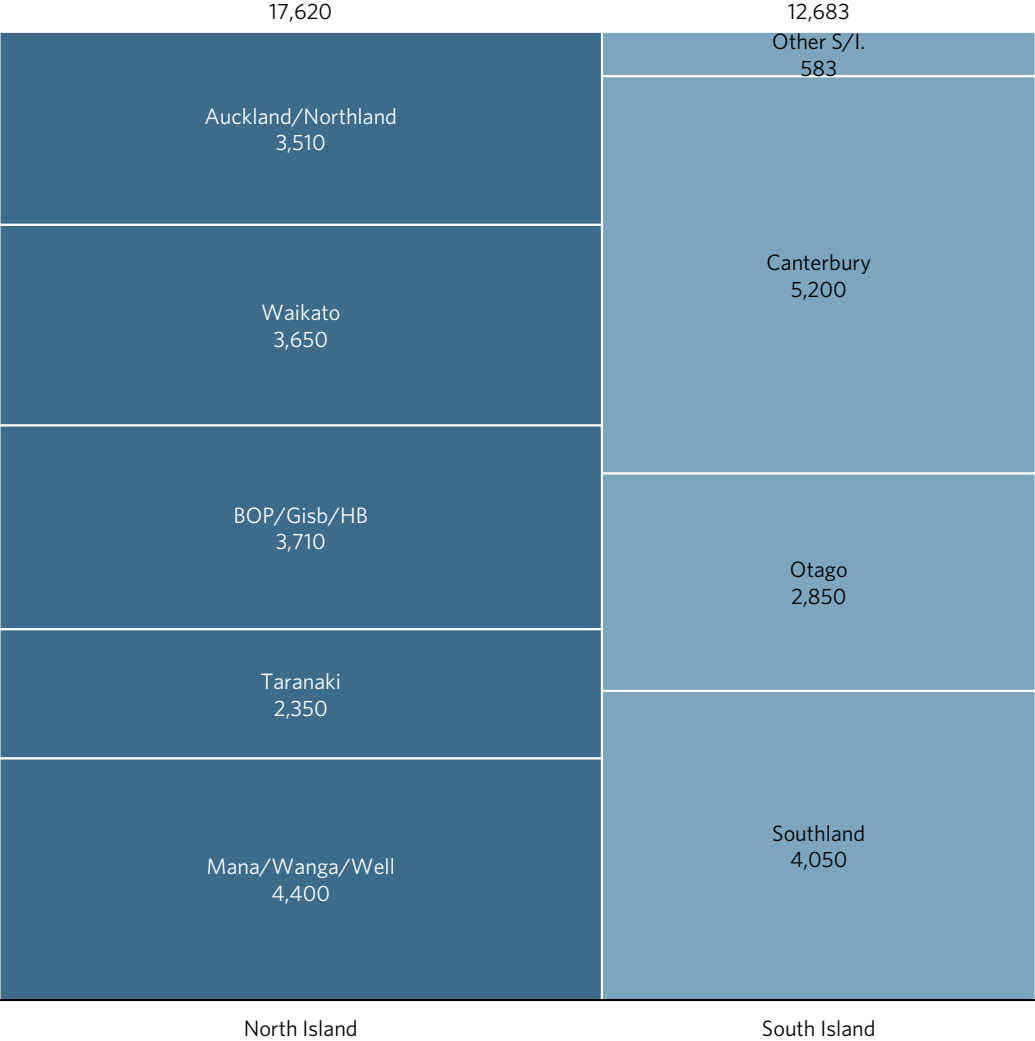 17,620
12,683
Auckland/Northland
3,510
Waikato
3,650
BOP/Gisb/HB
3,710
Taranaki
2,350
Mana/Wanga/Well
4,400
Other S/I.
583
Canterbury
5,200
Otago
2,850
Southland
4,050
North Island
South Island